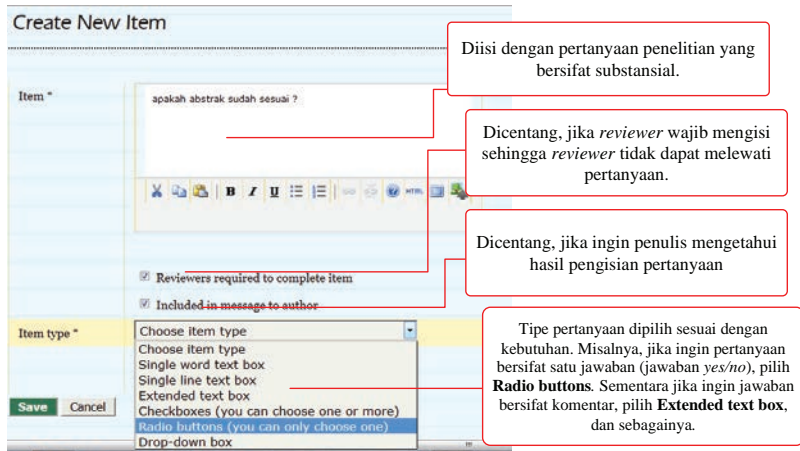 Create New Item
Diisi dengan pertanyaan penelitian yang
bersifat substansial.
Item *
apakah abstrak sudah sesuai ?
Dicentang, jika reviewer wajib mengisi
sehingga reviewer tidak dapat melewati
pertanyaan.
B I U
HTML
Dicentang, jika ingin penulis mengetahui
hasil pengisian pertanyaan
Reviewers required to complete item
Included in message to author
Item type *
Choose item type
Choose item type
Single word text box
Single line text box
Extended text box
Checkboxes (you can choose one or more)
Radio buttons (you can only choose one)
Drop-down box
Tipe pertanyaan dipilih sesuai dengan
kebutuhan. Misalnya, jika ingin pertanyaan
bersifat satu jawaban (jawaban yes/no), pilih
Radio buttons. Sementara jika ingin jawaban
bersifat komentar, pilih Extended text box,
dan sebagainya.
Save Cancel